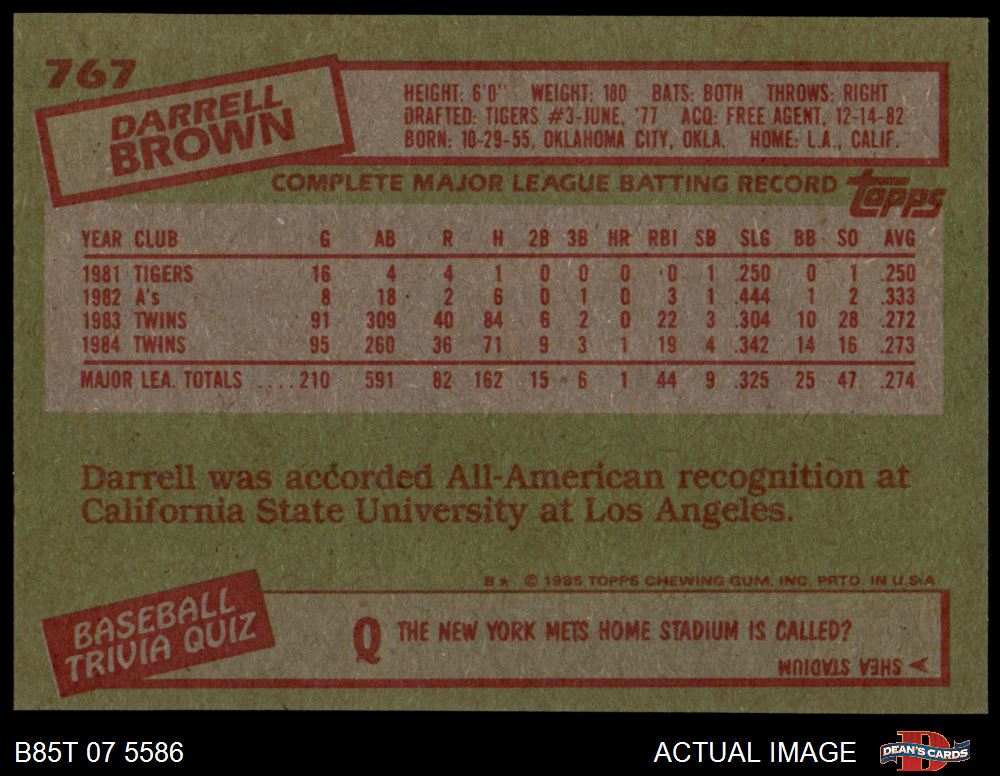 767
DARRELL
BROWN
HEIGHT: 6'0" WEIGHT: 180 BATS: BOTH THROWS: RIGHT
DRAFTED: TIGERS #3-JUNE, '77 ACQ: FREE AGENT, 12-14-82
BORN: 10-29-55, OKLAHOMA CITY, OKLA. HOME: L.A., CALIF.
COMPLETE MAJOR LEAGUE BATTING RECORD topps
YEAR CLUB G AB R H 2B 3B HR RBI SB SLG BB SO AVG
1981 TIGERS 16 4 4 1 0 0 0 0 1 .250 0 1 .250
1982 A's 8 18 2 6 0 1 0 3 1 .444 1 2 .333
1983 TWINS 91 309 40 84 6 2 0 22 3 .304 10 28 .272
1984 TWINS 95 260 36 71 9 3 1 19 4 .342 14 16 .273
MAJOR LEA. TOTALS ....210 591 82 162 15 6 1 44 9 .325 25 47 .274
Darrell was accorded All-American recognition at
California State University at Los Angeles.
B* © 1985 TOPPS CHEWING GUM, INC. PRTD. IN U.S.A.
BASEBALL
TRIVIA QUIZ
Q THE NEW YORK METS HOME STADIUM IS CALLED?
SHEA STADIUM
B85T 07 5586 ACTUAL IMAGE DEAN'S CARDS